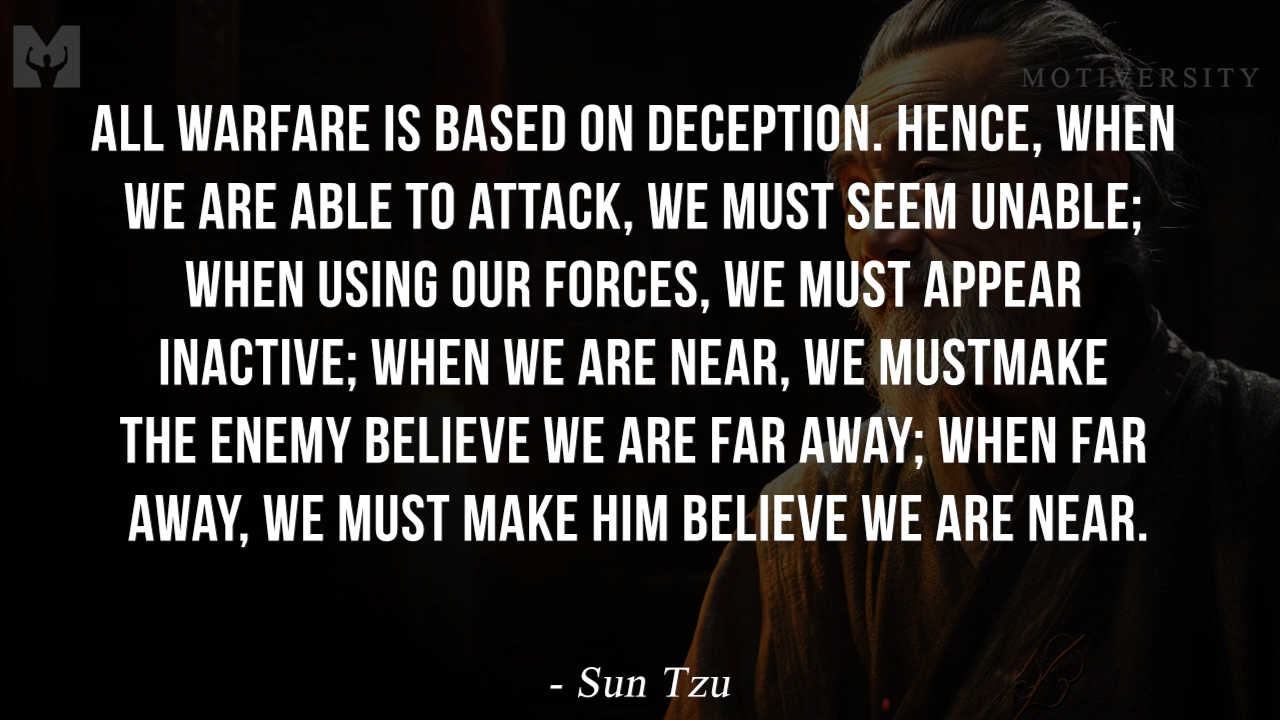 MOTIVERSITY
ALL WARFARE IS BASED ON DECEPTION. HENCE, WHEN
WE ARE ABLE TO ATTACK, WE MUST SEEM UNABLE;
WHEN USING OUR FORCES, WE MUST APPEAR
INACTIVE; WHEN WE ARE NEAR, WE MUSTMAKE
THE ENEMY BELIEVE WE ARE FAR AWAY; WHEN FAR
AWAY, WE MUST MAKE HIM BELIEVE WE ARE NEAR.
- Sun Tzu